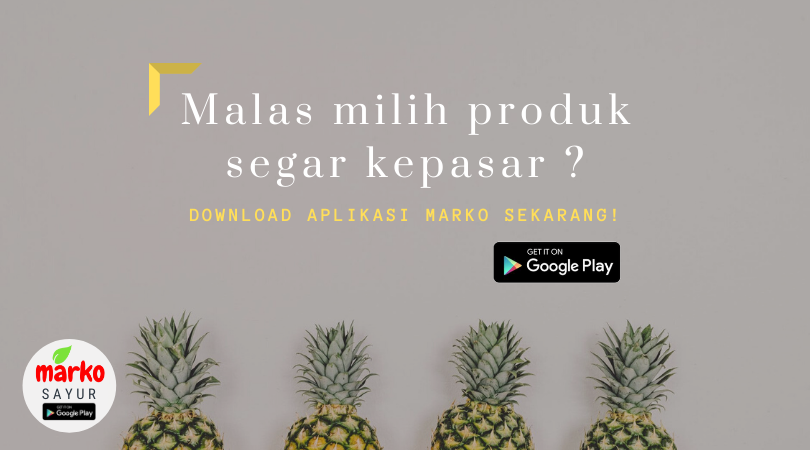 Malas milih produk
segar kepasar ?
DOWNLOAD APLIKASI MARKO SEKARANG!
GET IT ON
Google Play
marko
SAYUR
GET IT ON
Google Play